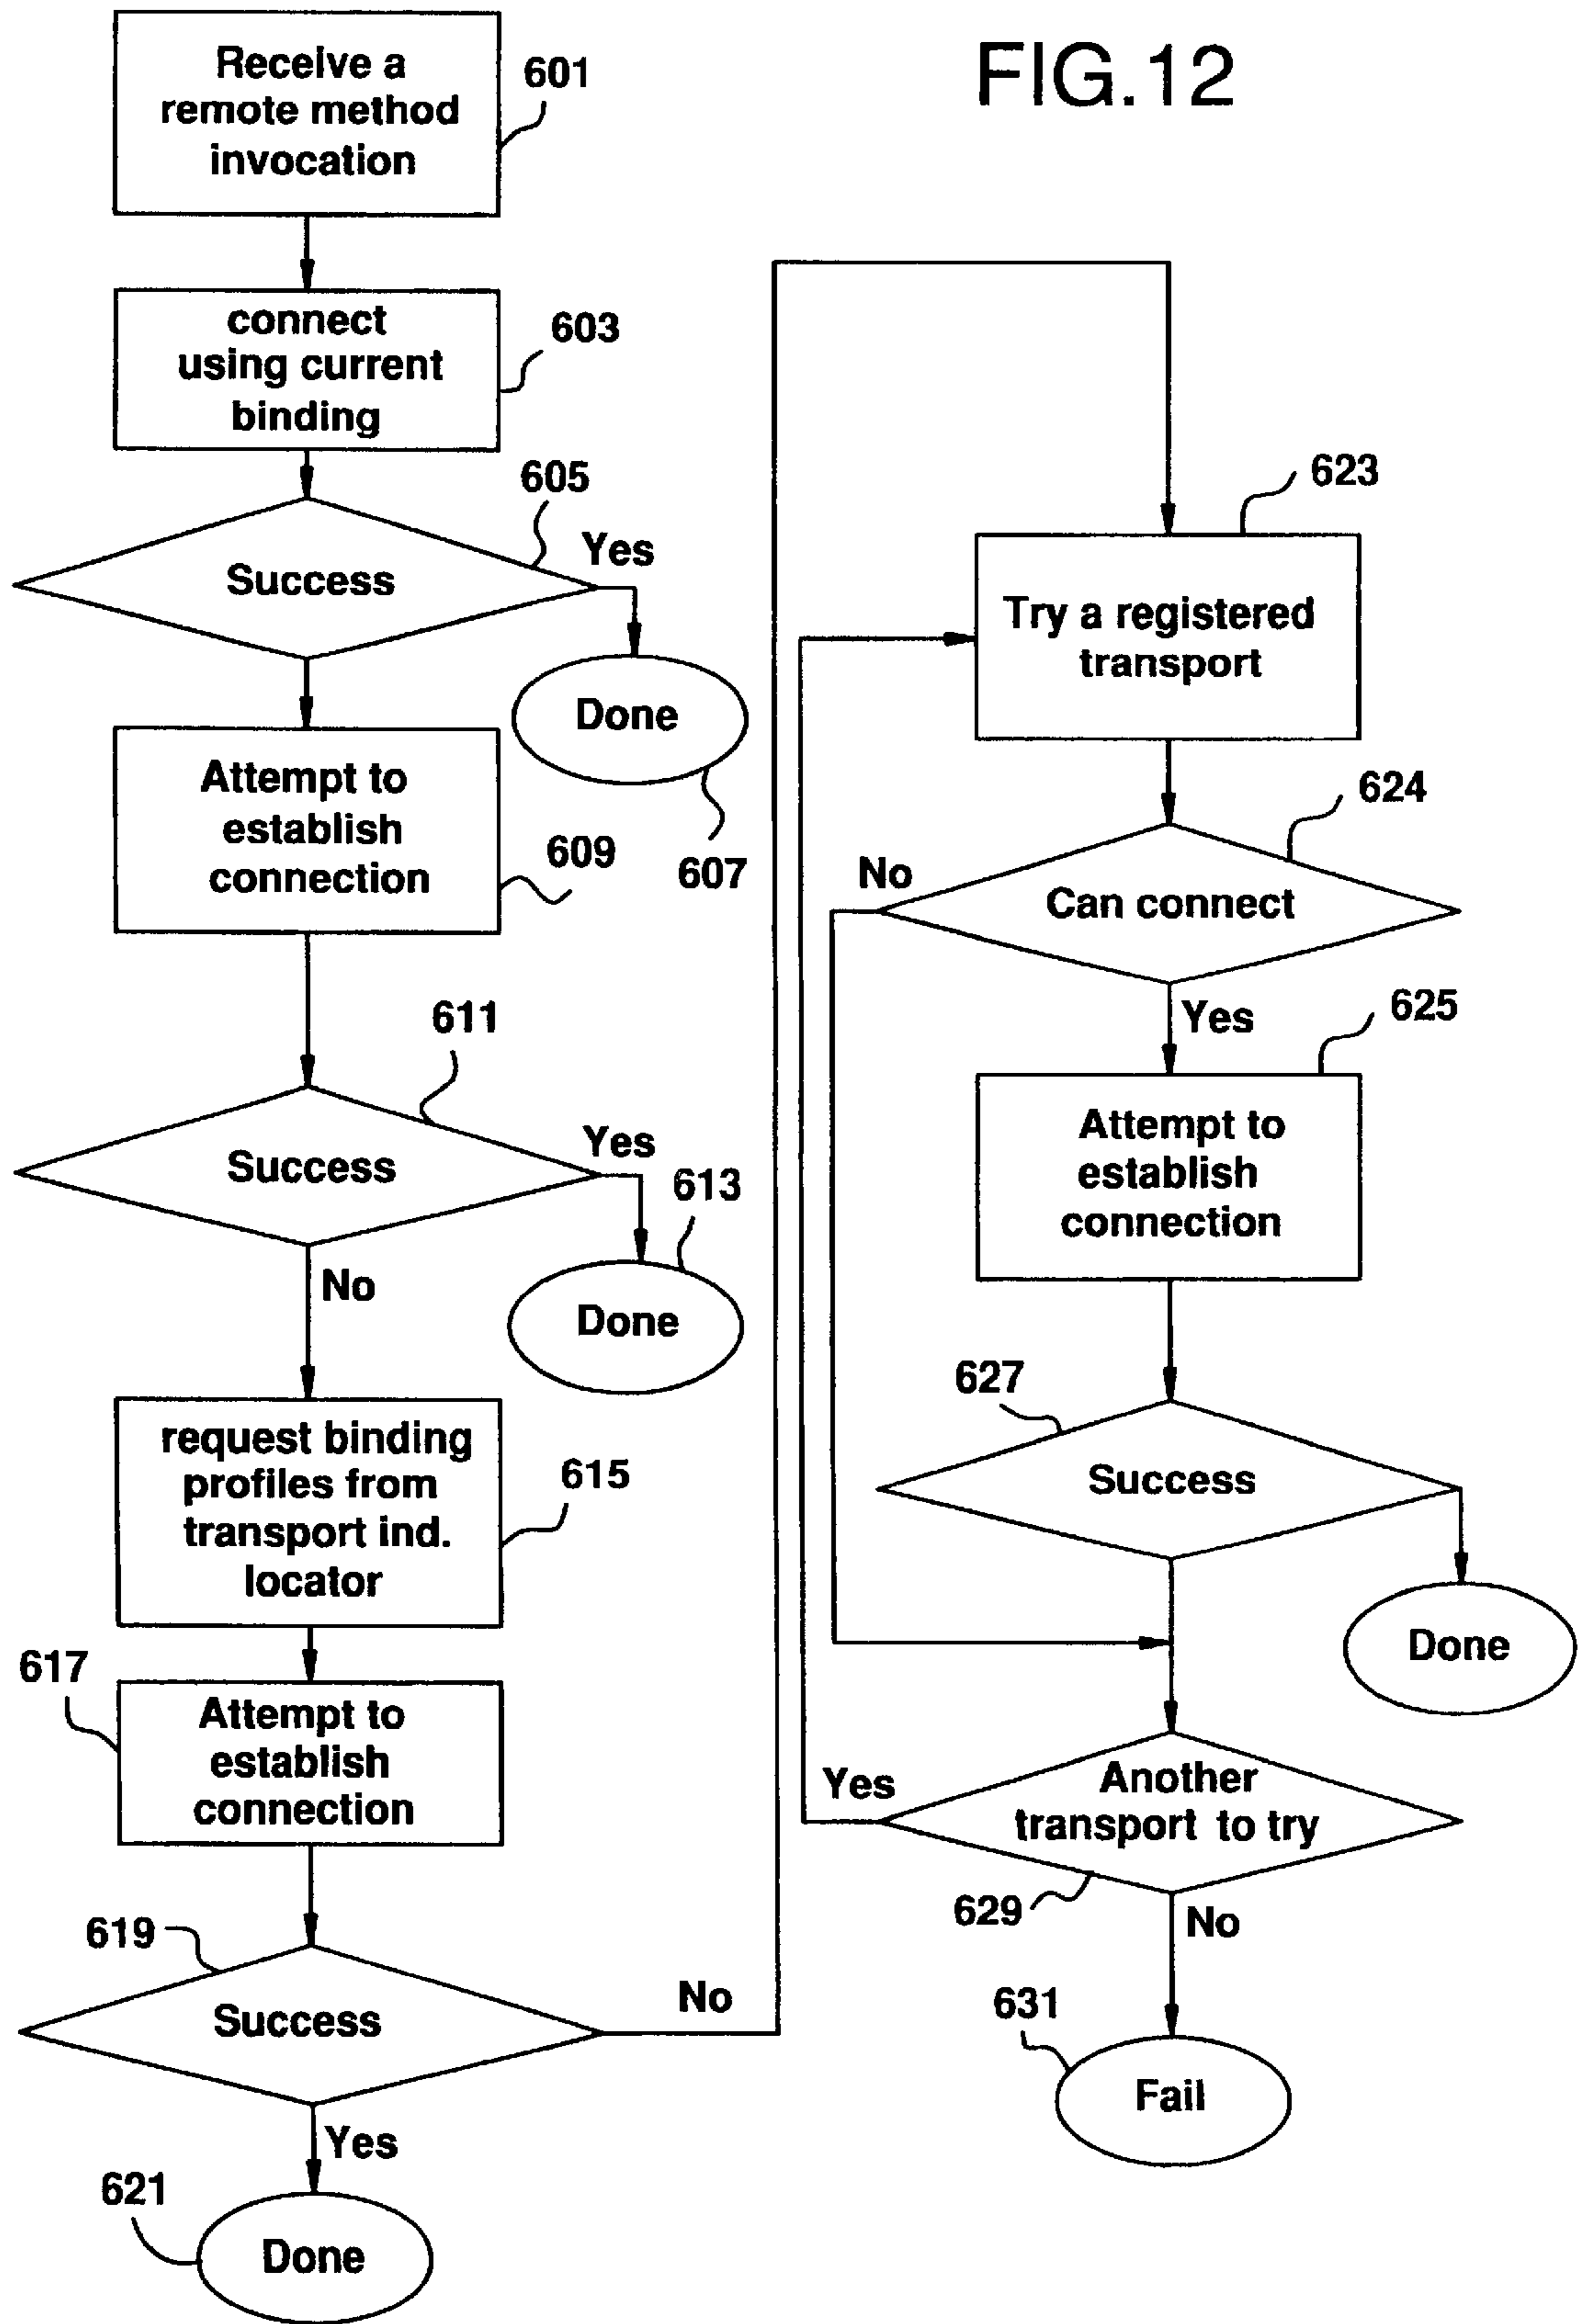 FIG.12
Receive a
remote method
invocation
601
connect
using current
binding
603
605
Success
Yes
Done
607
Attempt to
establish
connection
609
611
Success
Yes
613
Done
No
request binding
profiles from
transport ind.
locator
615
617
Attempt to
establish
connection
619
Success
No
Yes
621
Done
623
Try a registered
transport
624
No
Can connect
Yes
625
Attempt to
establish
connection
627
Success
Done
Yes
Another
transport to try
629
No
631
Fail